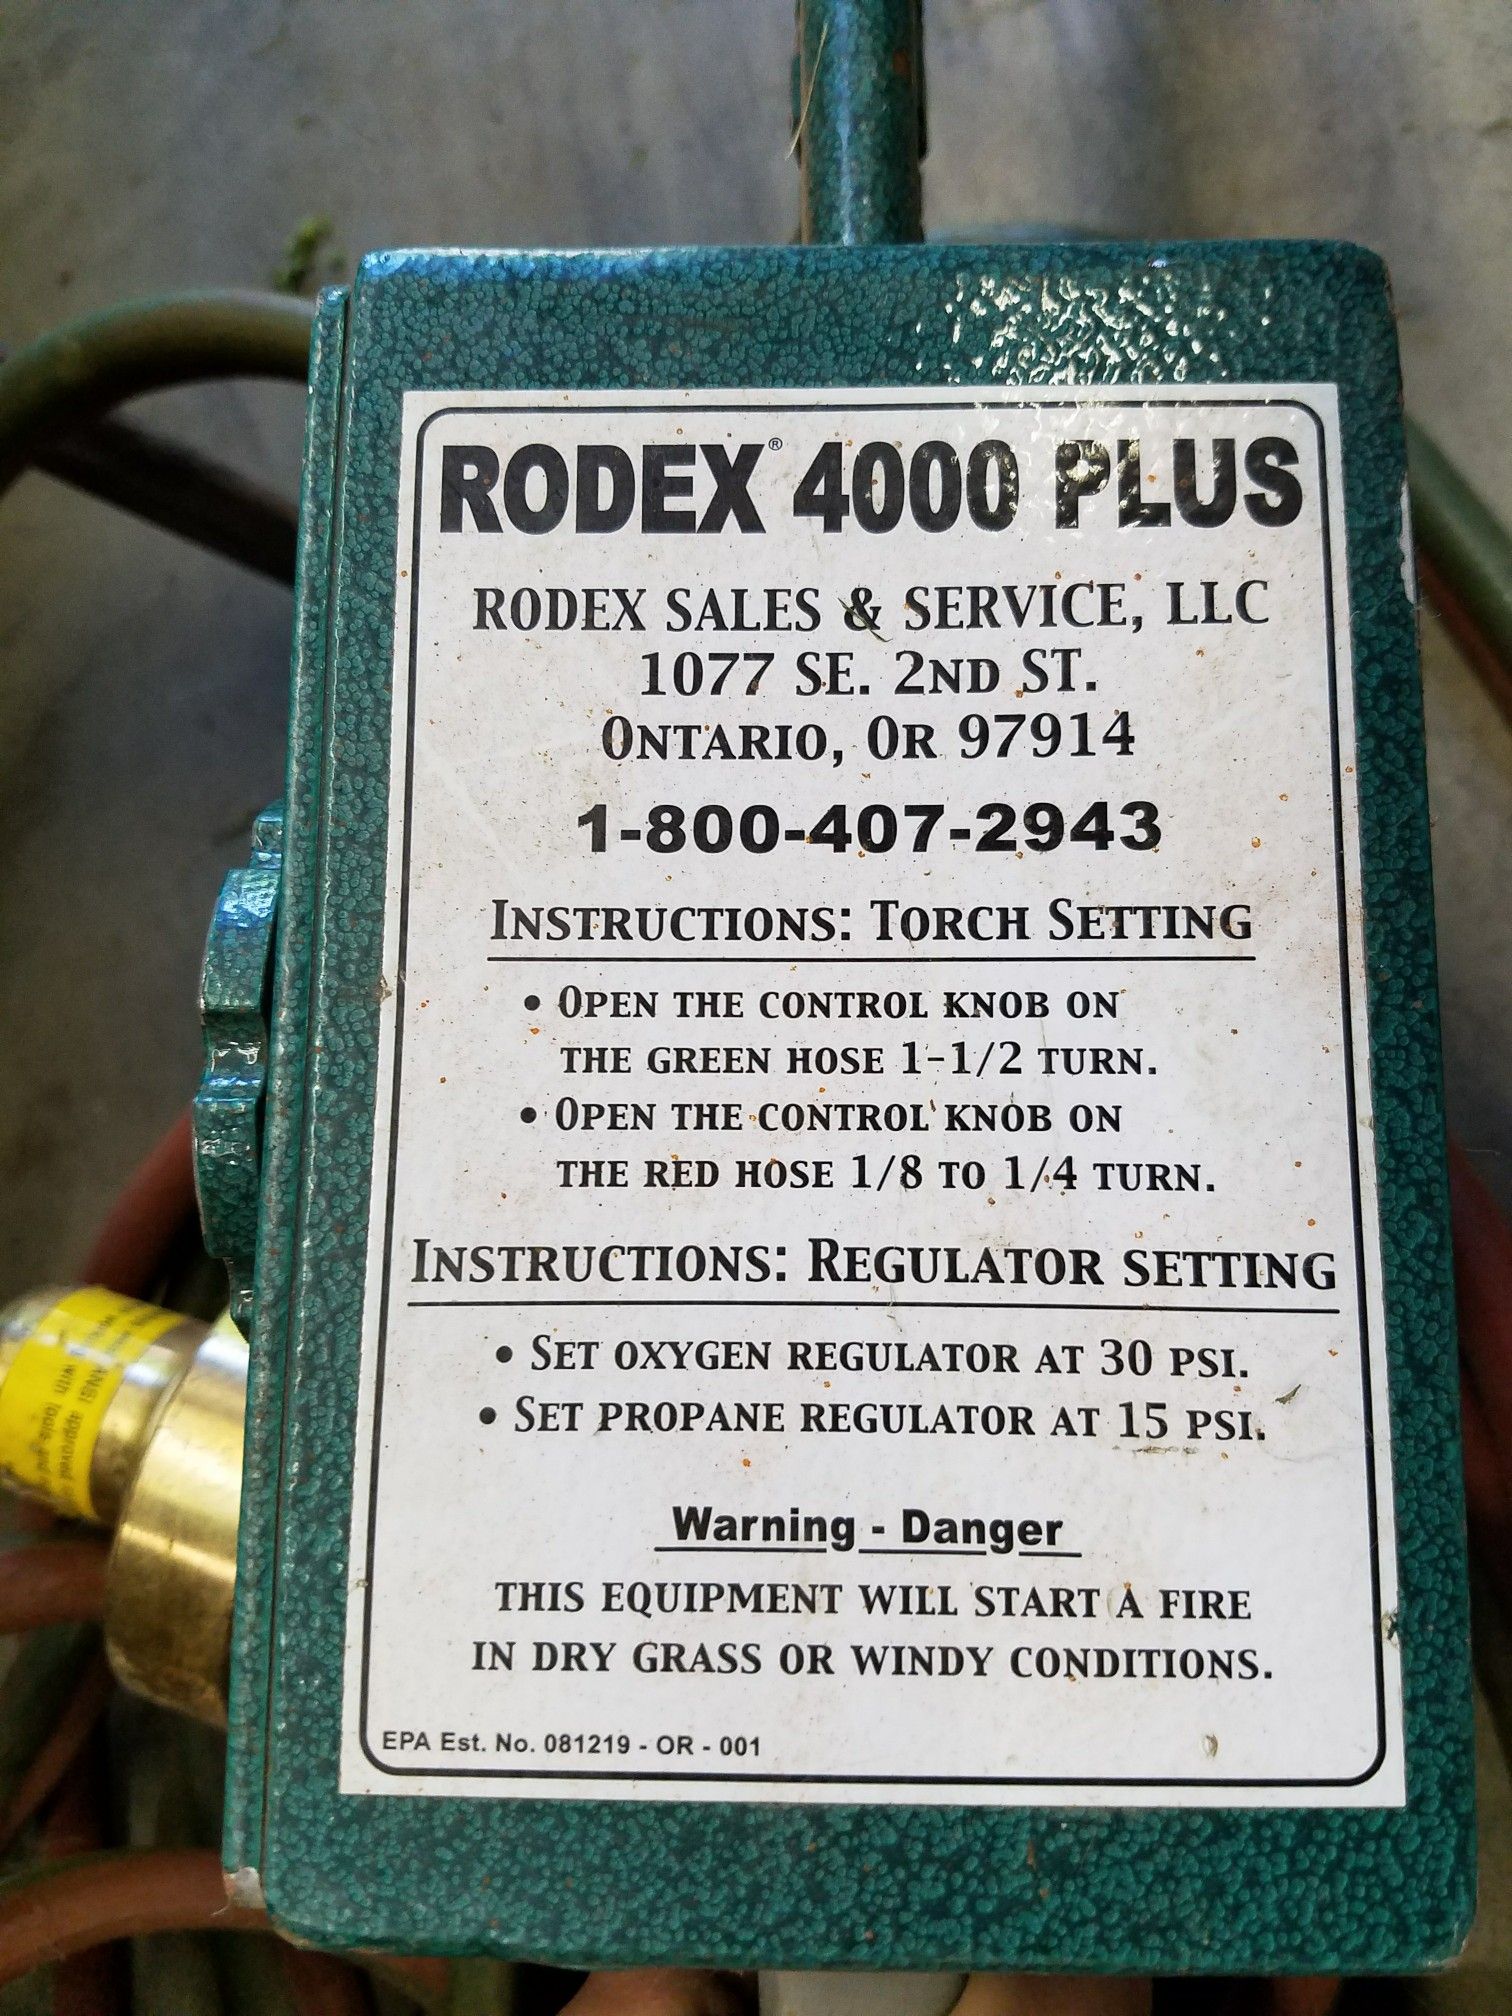 RODEX® 4000 PLUS
RODEX SALES & SERVICE, LLC
1077 SE. 2ND ST.
ONTARIO, OR 97914
1-800-407-2943
INSTRUCTIONS: TORCH SETTING
• OPEN THE CONTROL KNOB ON
THE GREEN HOSE 1-1/2 TURN.
• OPEN THE CONTROL KNOB ON
THE RED HOSE 1/8 TO 1/4 TURN.
INSTRUCTIONS: REGULATOR SETTING
• SET OXYGEN REGULATOR AT 30 PSI.
• SET PROPANE REGULATOR AT 15 PSI.
Warning - Danger
THIS EQUIPMENT WILL START A FIRE
IN DRY GRASS OR WINDY CONDITIONS.
EPA Est. No. 081219 - OR - 001
ANSI approved
with